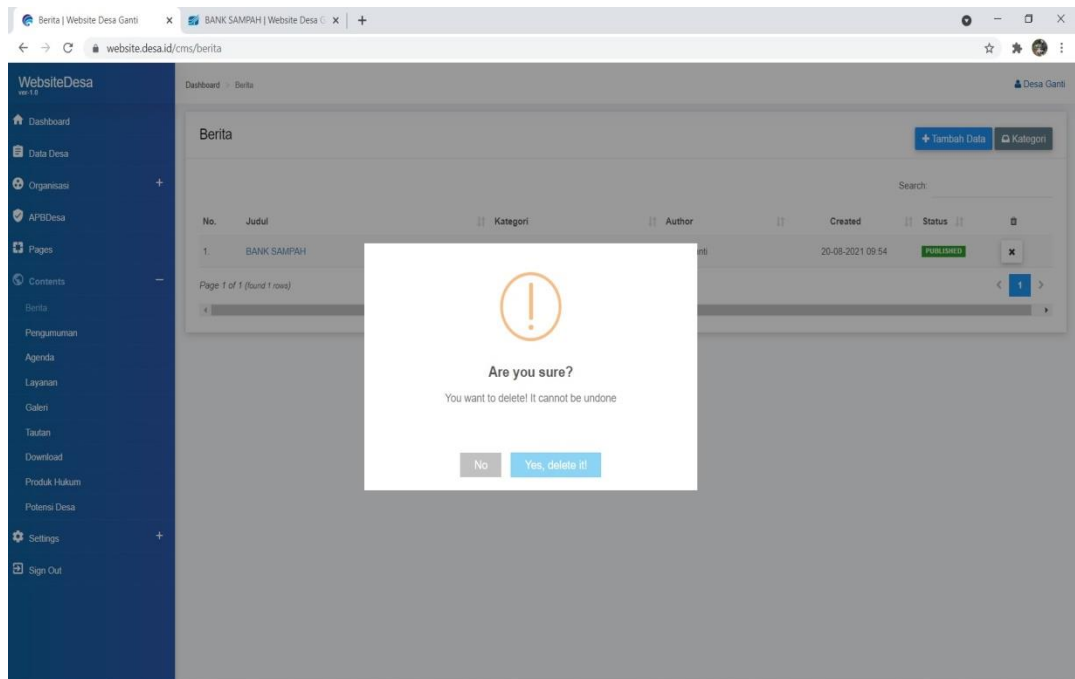 Berita | Website Desa Ganti
BANK SAMPAH | Website Desa G
website.desa.id/cms/berita
WebsiteDesa
ver-1.0
Dashboard > Berita
Desa Ganti
Dashboard
Data Desa
Organisasi +
APBDesa
Pages
Contents −
Berita
Pengumuman
Agenda
Layanan
Galeri
Tautan
Download
Produk Hukum
Potensi Desa
Settings +
Sign Out
Berita
+ Tambah Data
Kategori
Search:
No. Judul Kategori Author Created Status
1. BANK SAMPAH 20-08-2021 09:54 PUBLISHED
Page 1 of 1 (found 1 rows)
< 1 >
Are you sure?
You want to delete! It cannot be undone
No
Yes, delete it!